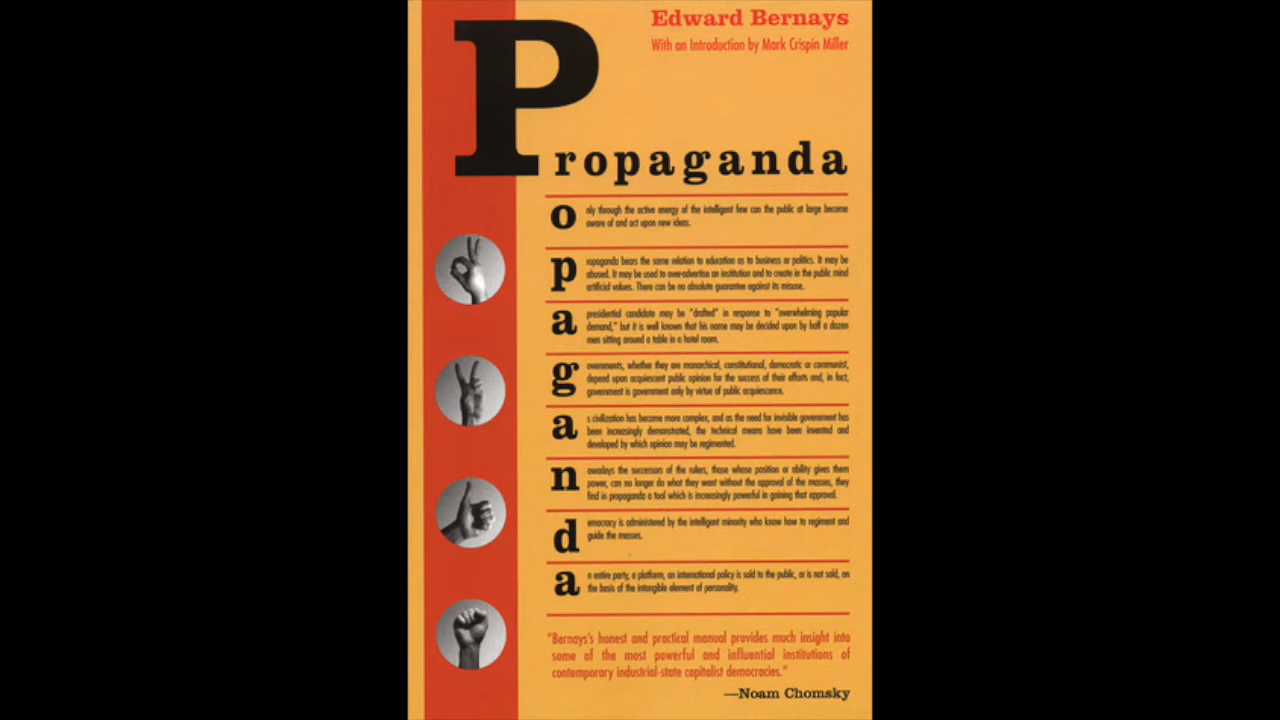 Edward Bernays
With an Introduction by Mark Crispin Miller
Propaganda
only through the active energy of the intelligent few can the public at large become
aware of and act upon new ideas.
propaganda bears the same relation to education as to business or politics. It may be
abused. It may be used to over-advertise an institution and to create in the public mind
artificial values. There can be no absolute guarantee against its misuse.
a presidential candidate may be "drafted" in response to "overwhelming popular
demand," but it is well known that his name may be decided upon by half a dozen
men sitting around a table in a hotel room.
governments, whether they are monarchical, constitutional, democratic or communist,
depend upon acquiescent public opinion for the success of their efforts and, in fact,
government is government only by virtue of public acquiescence.
as civilization has become more complex, and as the need for invisible government has
been increasingly demonstrated, the technical means have been invented and
developed by which opinion may be regimented.
nowadays the successors of the rulers, those whose position or ability gives them
power, can no longer do what they want without the approval of the masses, they
find in propaganda a tool which is increasingly powerful in gaining that approval.
democracy is administered by the intelligent minority who know how to regiment and
guide the masses.
an entire party, a platform, an international policy is sold to the public, or is not sold, on
the basis of the intangible element of personality.
"Bernays's honest and practical manual provides much insight into
some of the most powerful and influential institutions of
contemporary industrial-state capitalist democracies."
—Noam Chomsky